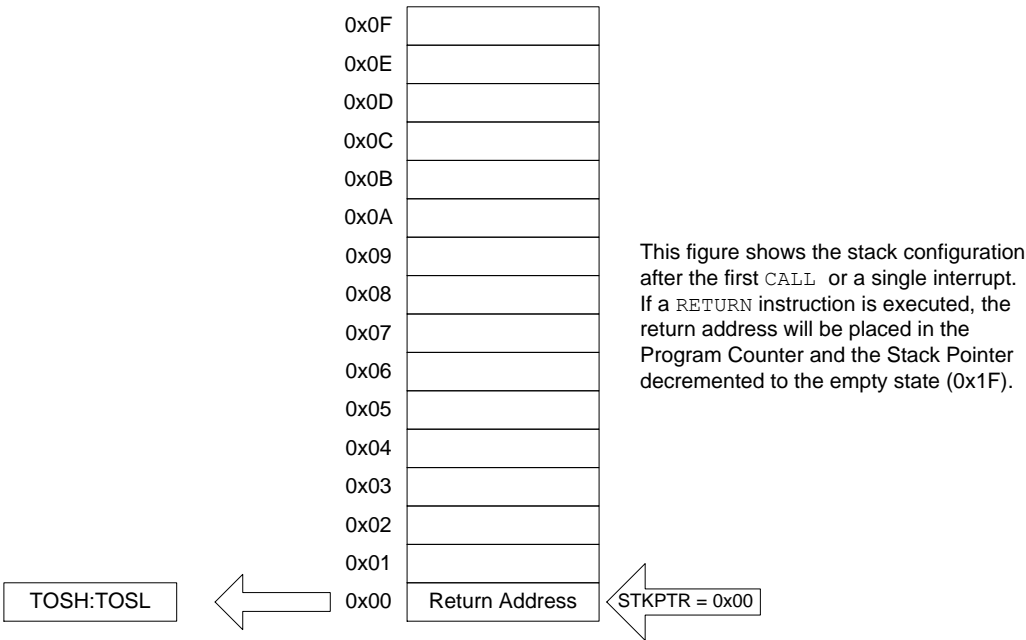 0x0F
0x0E
0x0D
0x0C
0x0B
0x0A
0x09
0x08
0x07
0x06
0x05
0x04
0x03
0x02
0x01
TOSH:TOSL
0x00
Return Address
STKPTR = 0x00
This figure shows the stack configuration
after the first CALL or a single interrupt.
If a RETURN instruction is executed, the
return address will be placed in the
Program Counter and the Stack Pointer
decremented to the empty state (0x1F).